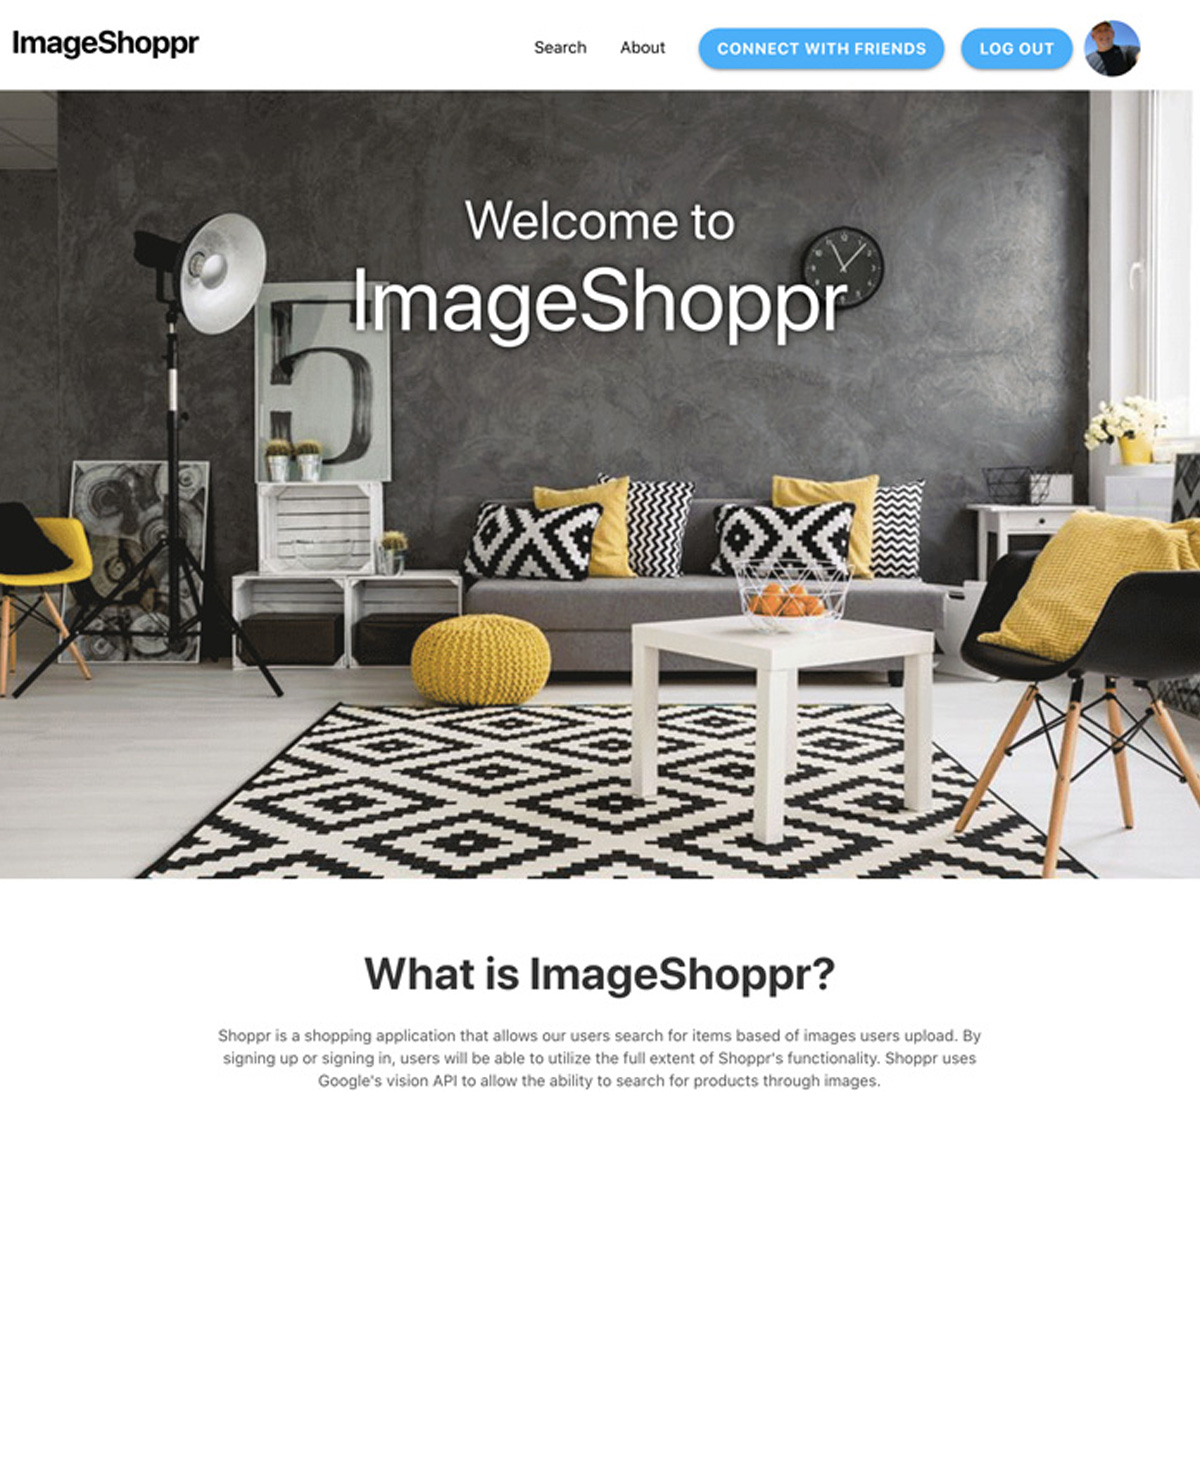 ImageShoppr
Search
About
CONNECT WITH FRIENDS
LOG OUT
Welcome to
ImageShoppr
5
What is ImageShoppr?
Shoppr is a shopping application that allows our users search for items based of images users upload. By
signing up or signing in, users will be able to utilize the full extent of Shoppr's functionality. Shoppr uses
Google's vision API to allow the ability to search for products through images.